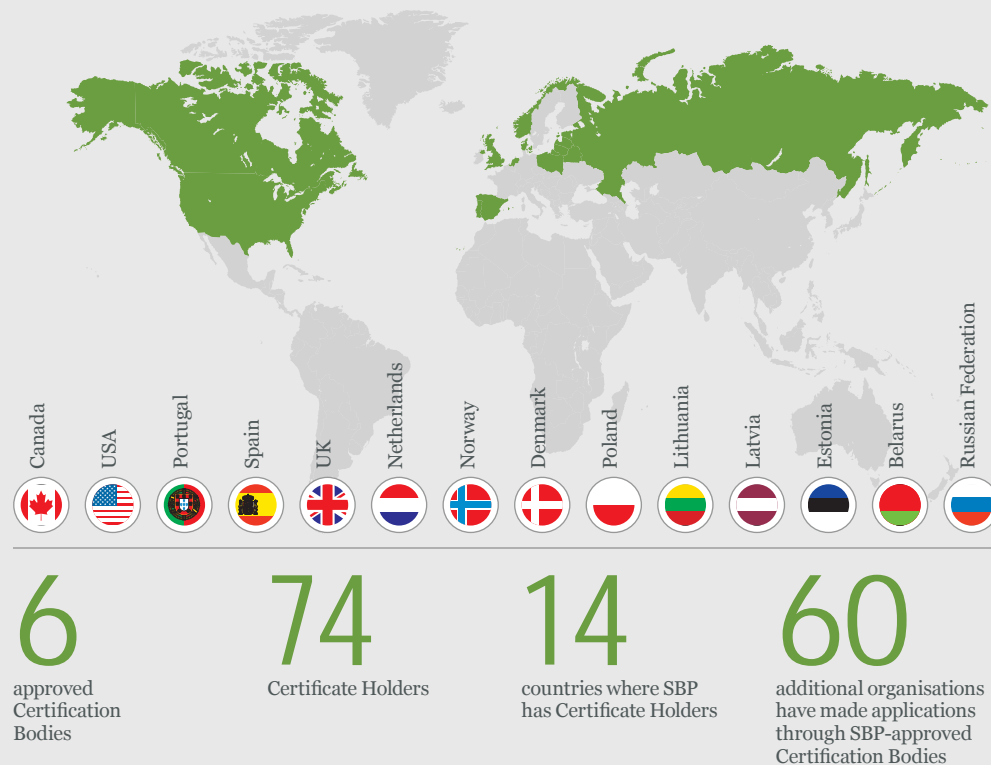 Canada
USA
Portugal
Spain
UK
Netherlands
Norway
Denmark
Poland
Lithuania
Latvia
Estonia
Belarus
Russian Federation
6
approved
Certification
Bodies
74
Certificate Holders
14
countries where SBP
has Certificate Holders
60
additional organisations
have made applications
through SBP-approved
Certification Bodies